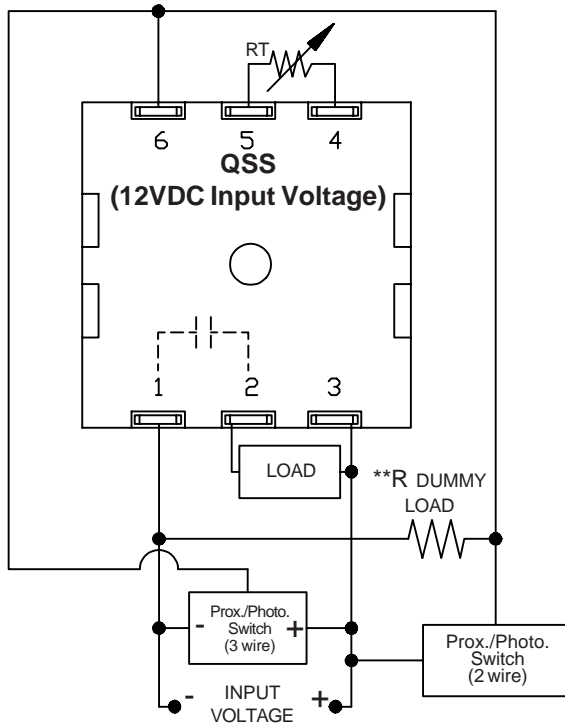 RT
6 5 4
QSS
(12VDC Input Voltage)
1 2 3
LOAD
**R DUMMY
LOAD
- Prox./Photo. +
Switch
(3 wire)
Prox./Photo.
Switch
(2 wire)
- INPUT +
VOLTAGE